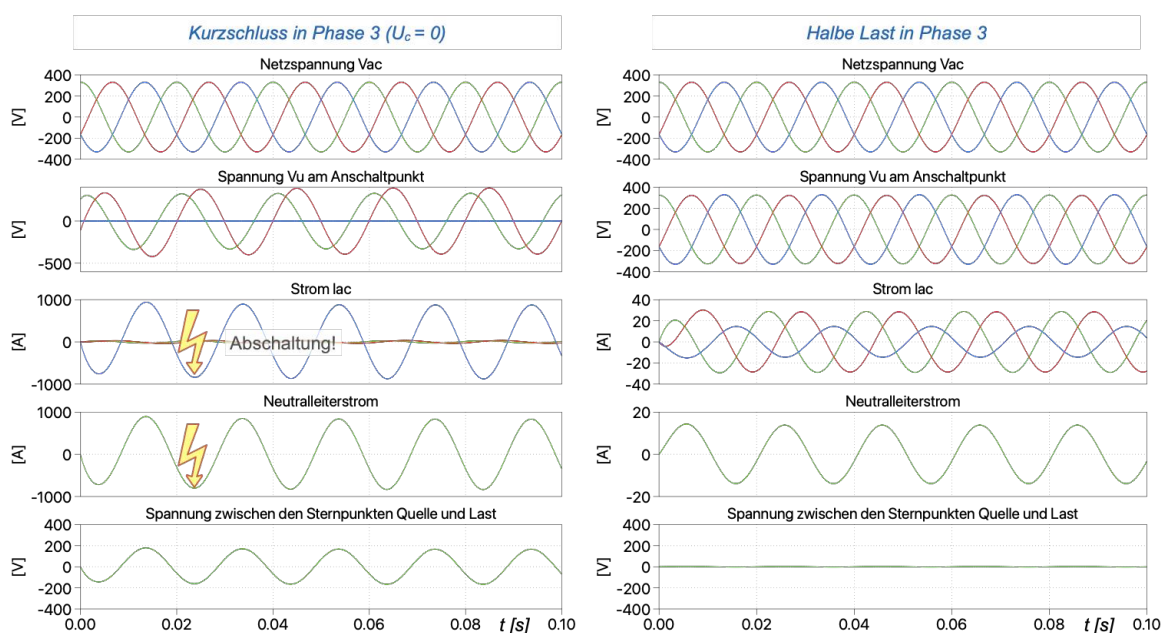 Kurzschluss in Phase 3 (Uc = 0)
Netzspannung Vac
400
200
0
-200
-400
[V]
Spannung Vu am Anschaltpunkt
0
-500
[V]
Strom Iac
1000
0
-1000
[A]
Abschaltung!
Neutralleiterstrom
1000
0
-1000
[A]
Spannung zwischen den Sternpunkten Quelle und Last
400
200
0
-200
-400
[V]
0.00 0.02 0.04 0.06 0.08 t [s] 0.10
Halbe Last in Phase 3
Netzspannung Vac
400
200
0
-200
-400
[V]
Spannung Vu am Anschaltpunkt
400
200
0
-200
-400
[V]
Strom Iac
40
20
0
-20
-40
[A]
Neutralleiterstrom
20
0
-20
[A]
Spannung zwischen den Sternpunkten Quelle und Last
400
200
0
-200
-400
[V]
0.00 0.02 0.04 0.06 0.08 t [s] 0.10